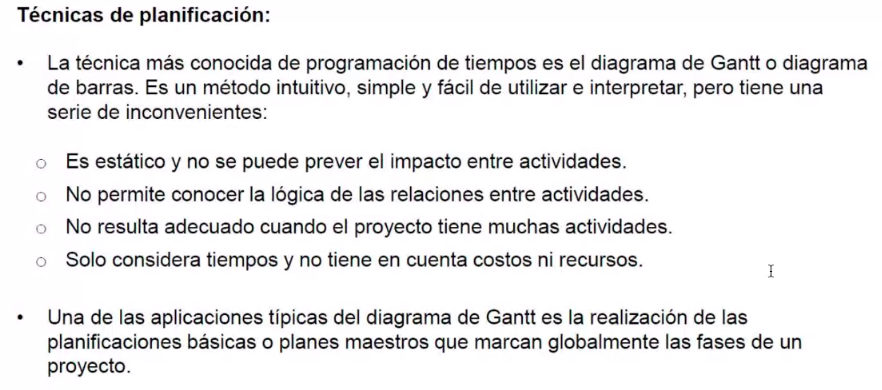 Técnicas de planificación:
• La técnica más conocida de programación de tiempos es el diagrama de Gantt o diagrama
de barras. Es un método intuitivo, simple y fácil de utilizar e interpretar, pero tiene una
serie de inconvenientes:
○ Es estático y no se puede prever el impacto entre actividades.
○ No permite conocer la lógica de las relaciones entre actividades.
○ No resulta adecuado cuando el proyecto tiene muchas actividades.
○ Solo considera tiempos y no tiene en cuenta costos ni recursos.
• Una de las aplicaciones típicas del diagrama de Gantt es la realización de las
planificaciones básicas o planes maestros que marcan globalmente las fases de un
proyecto.